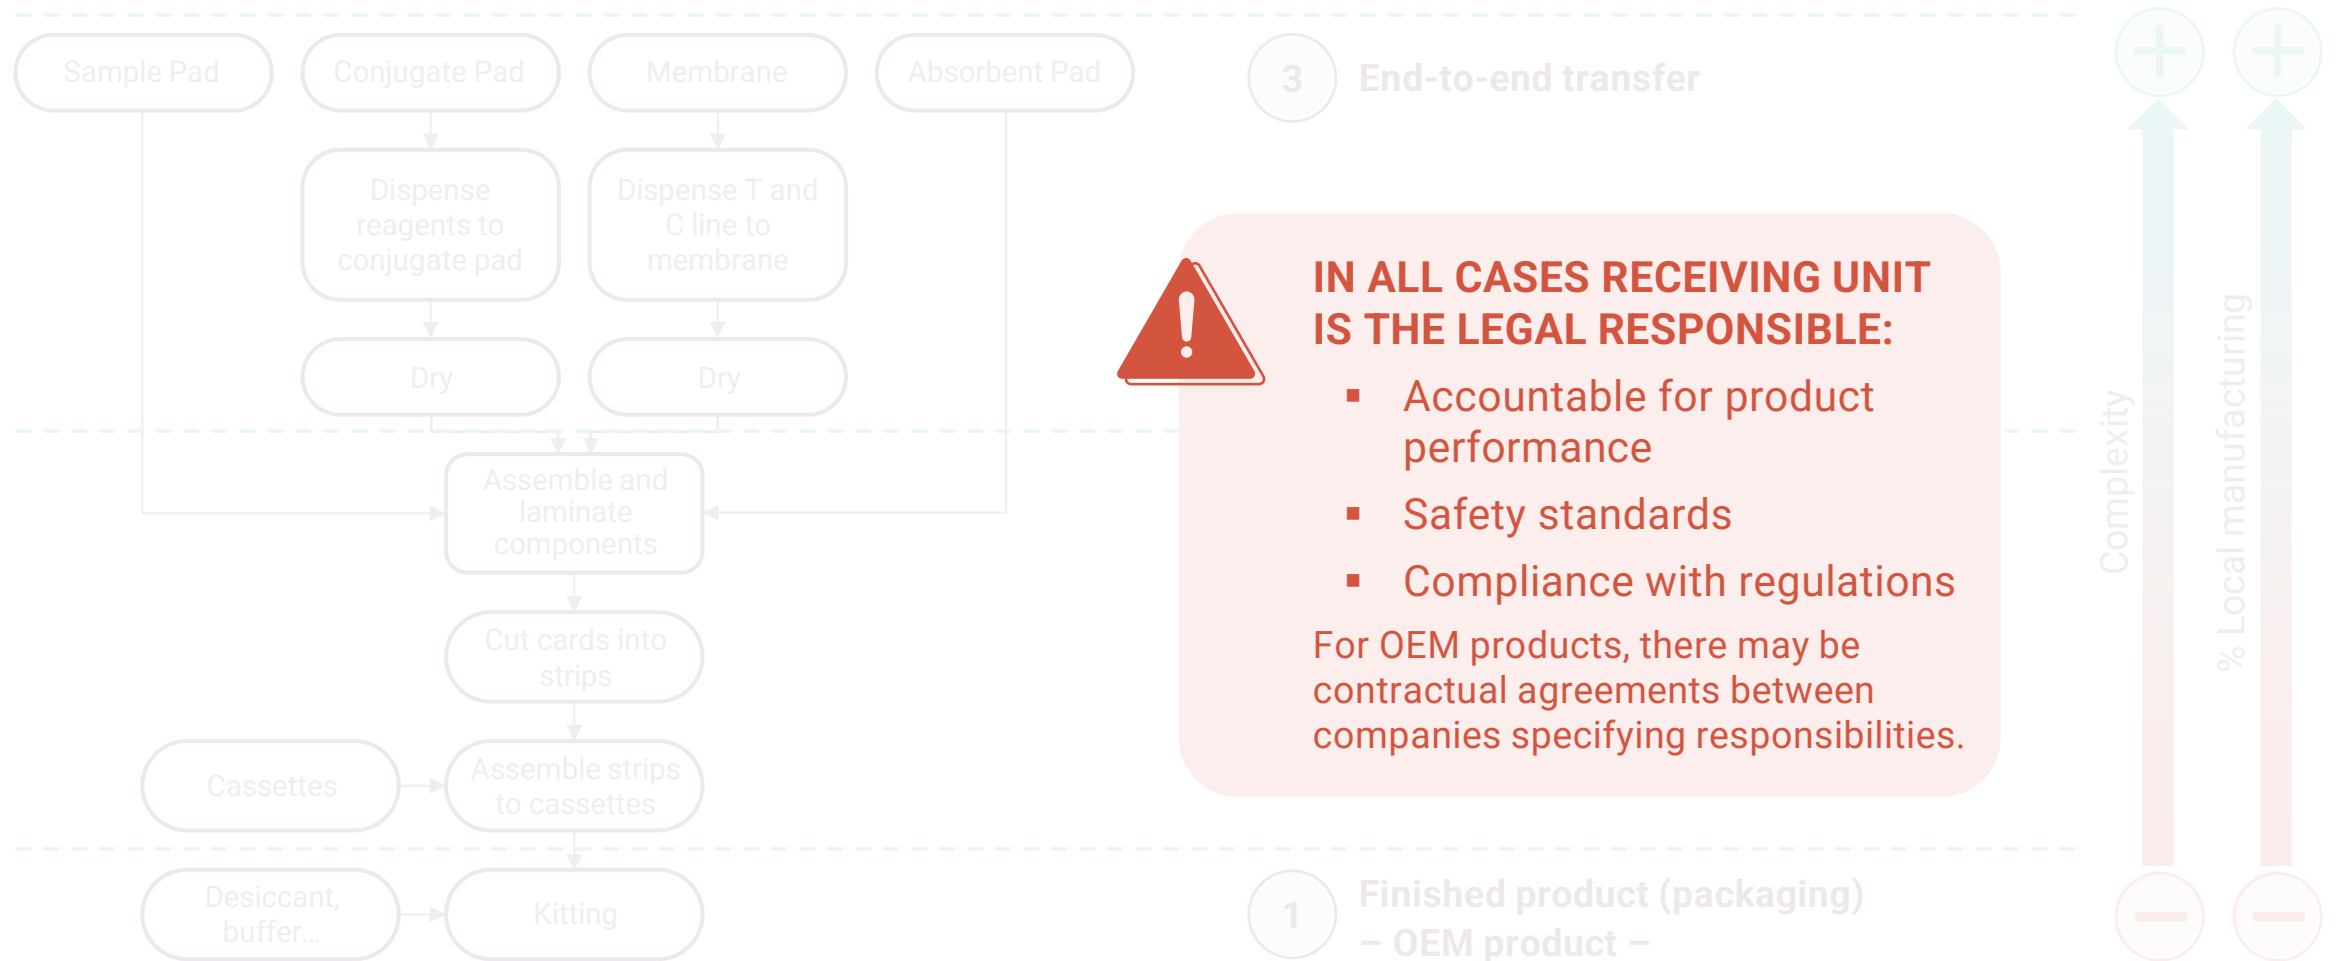 Sample Pad
Conjugate Pad
Membrane
Absorbent Pad
3
End-to-end transfer
Dispense
reagents to
conjugate pad
Dispense T and
C line to
membrane
Dry
Dry
Assemble and
laminate
components
Cut cards into
strips
Cassettes
Assemble strips
to cassettes
Desiccant,
buffer...
Kitting
IN ALL CASES RECEIVING UNIT
IS THE LEGAL RESPONSIBLE:
▪ Accountable for product
performance
▪ Safety standards
▪ Compliance with regulations
For OEM products, there may be
contractual agreements between
companies specifying responsibilities.
1
Finished product (packaging)
– OEM product –
Complexity
% Local manufacturing